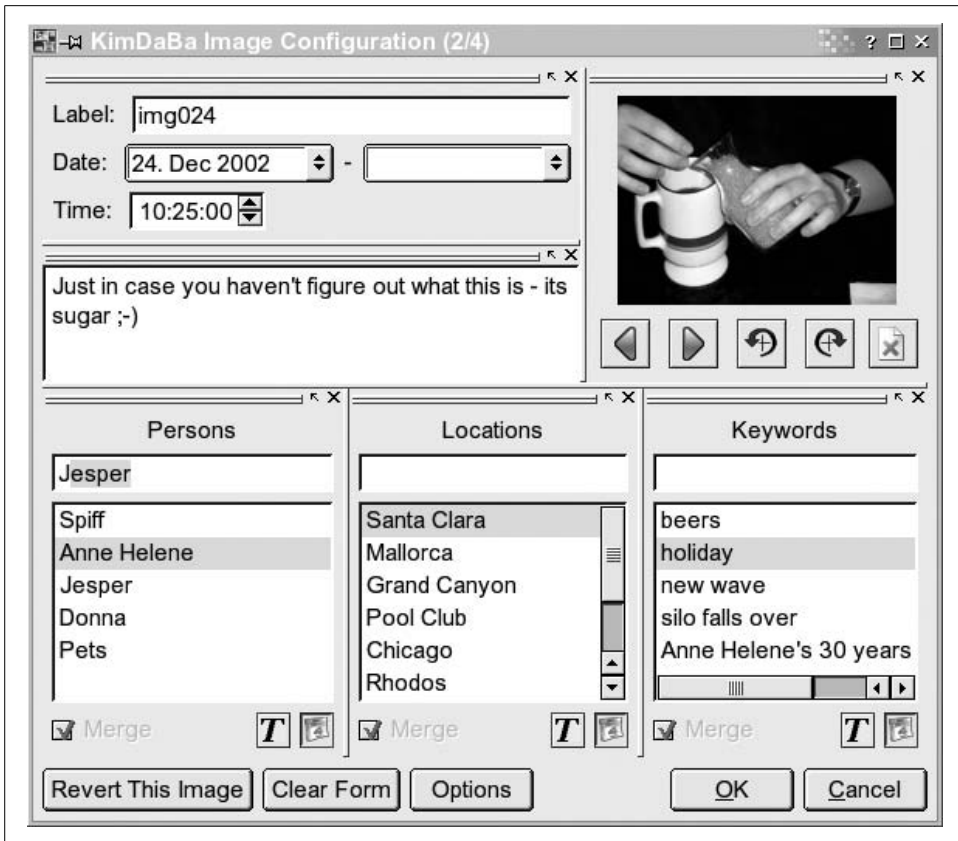 KimDaBa Image Configuration (2/4)
Label: img024
Date: 24. Dec 2002 -
Time: 10:25:00
Just in case you haven't figure out what this is - its
sugar ;-)
Persons
Jesper
Spiff
Anne Helene
Jesper
Donna
Pets
Merge T
Locations
Santa Clara
Mallorca
Grand Canyon
Pool Club
Chicago
Rhodos
Merge T
Keywords
beers
holiday
new wave
silo falls over
Anne Helene's 30 years
Merge T
Revert This Image Clear Form Options OK Cancel